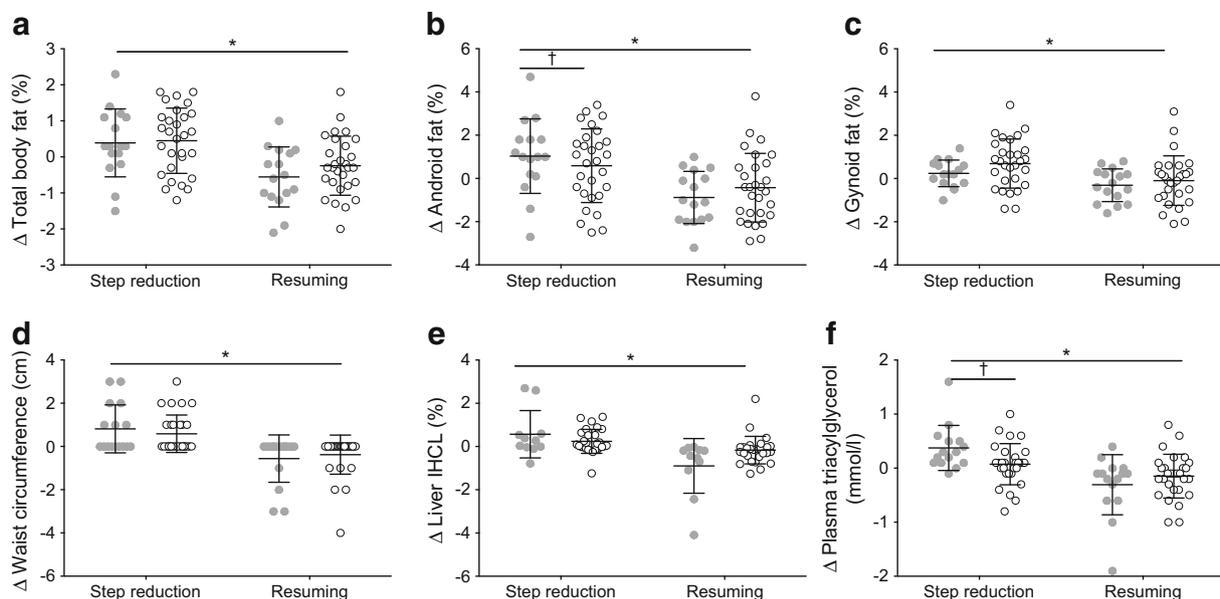 a
*
3
2
1
0
-1
-2
-3
Δ Total body fat (%)
Step reduction
Resuming
b
*
†
6
4
2
0
-2
-4
Δ Android fat (%)
Step reduction
Resuming
c
*
6
4
2
0
-2
-4
Δ Gynoid fat (%)
Step reduction
Resuming
d
*
4
2
0
-2
-4
-6
Δ Waist circumference (cm)
Step reduction
Resuming
e
*
4
2
0
-2
-4
-6
Δ Liver IHCL (%)
Step reduction
Resuming
f
*
†
2
1
0
-1
-2
Δ Plasma triacylglycerol
(mmol/l)
Step reduction
Resuming